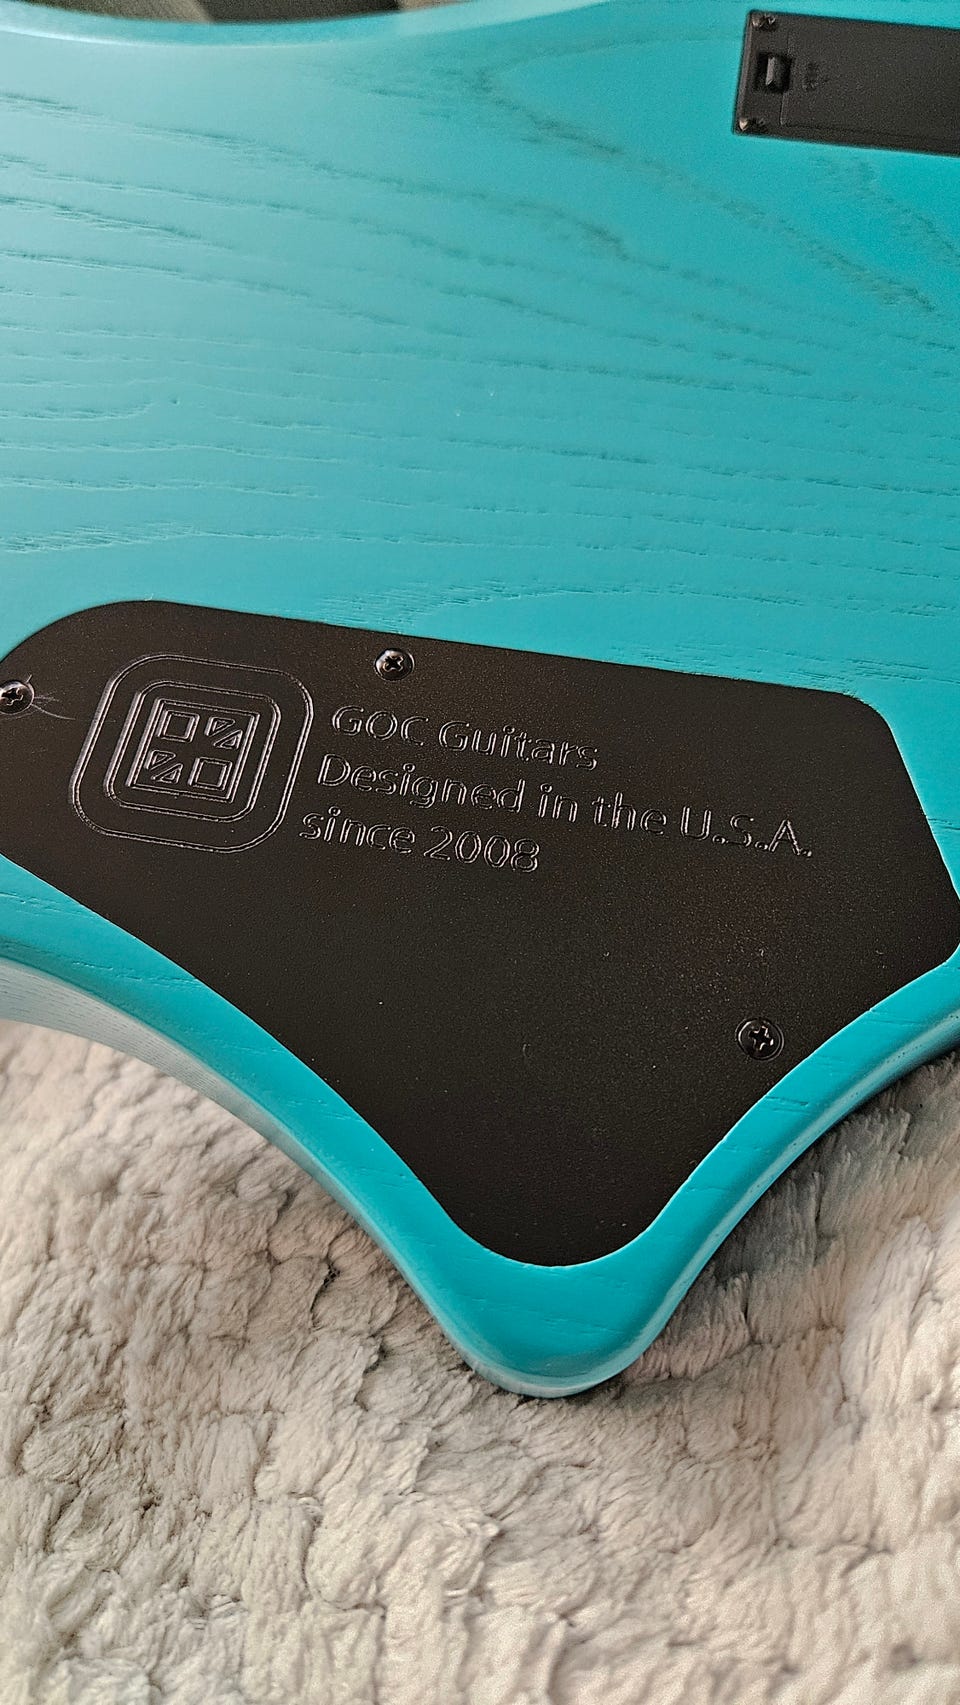 GOC Guitars
Designed in the U.S.A.
since 2008